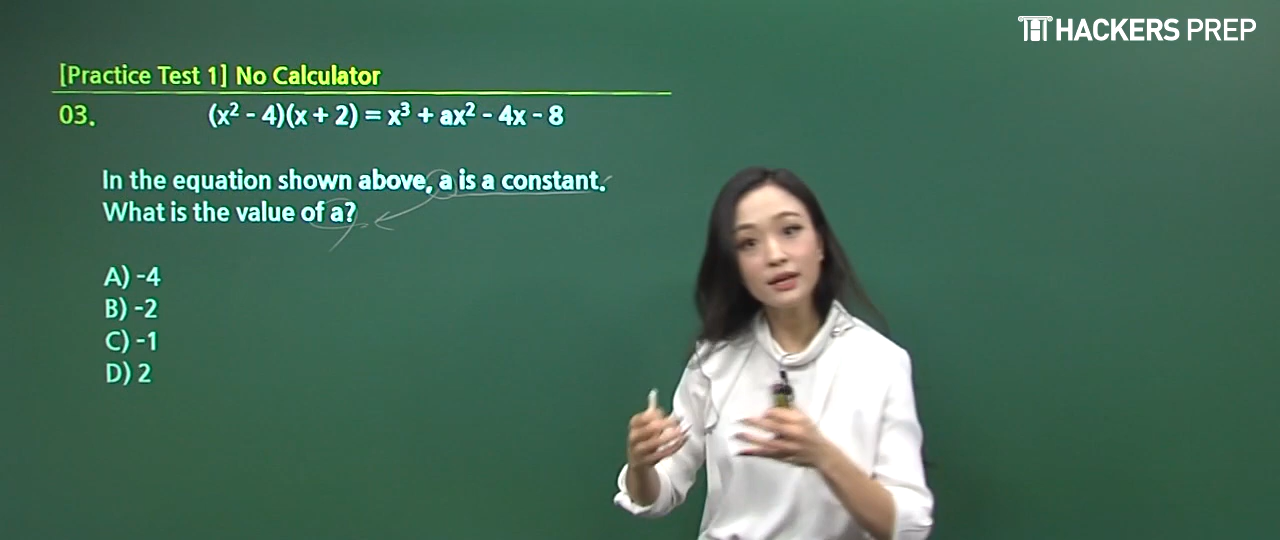 HACKERS PREP
[Practice Test 1] No Calculator
03. (x² - 4)(x + 2) = x³ + ax² - 4x - 8
In the equation shown above, a is a constant.
What is the value of a?
A) -4
B) -2
C) -1
D) 2